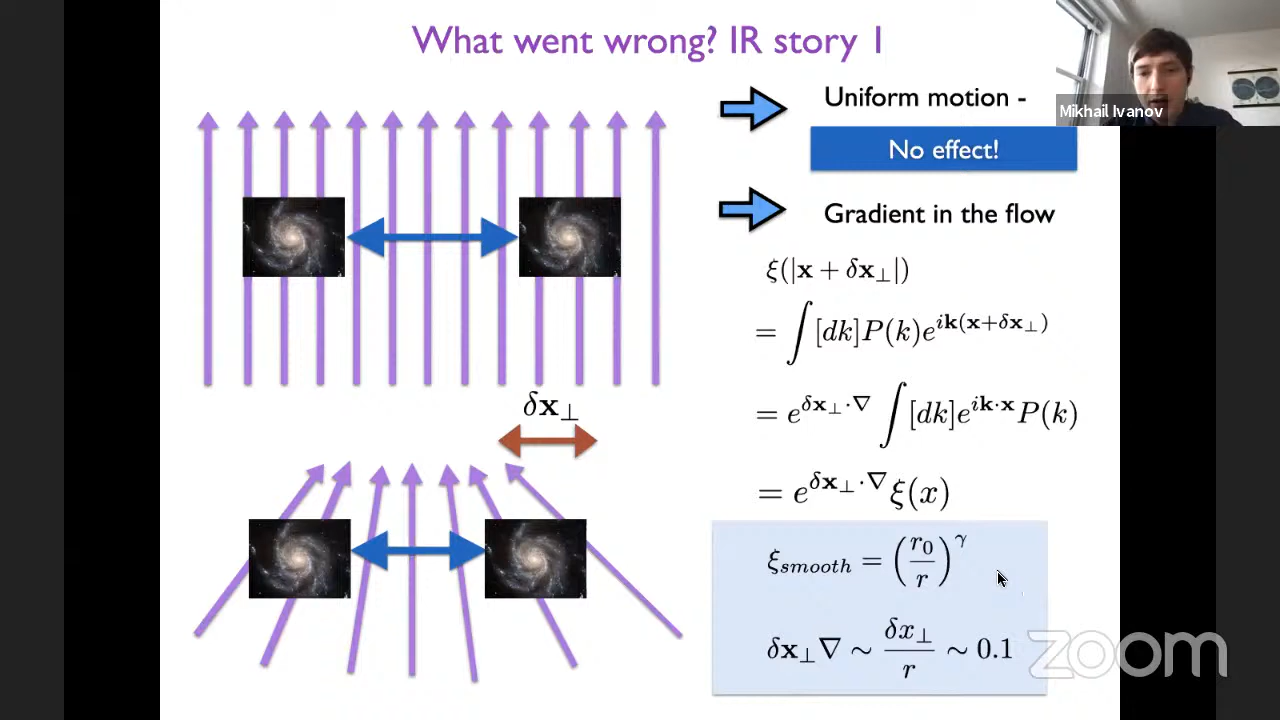 What went wrong? IR story 1
Uniform motion -
Mikhail Ivanov
No effect!
Gradient in the flow
ξ(|x + δx⊥|)
= ∫[dk]P(k)e^{ik(x+δx⊥)}
δx⊥
= e^{δx⊥·∇} ∫[dk]e^{ik·x}P(k)
= e^{δx⊥·∇}ξ(x)
ξ_{smooth} = (r₀/r)^γ
δx⊥∇ ∼ δx⊥/r ∼ 0.1
zoom